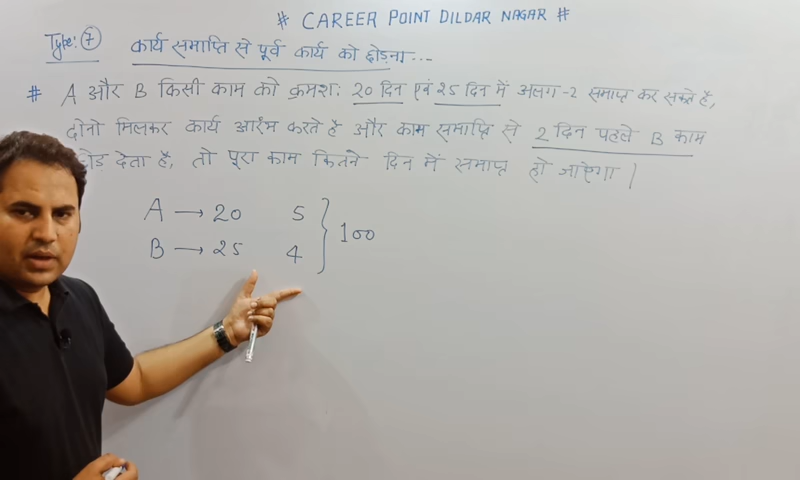 # CAREER POINT DILDAR NAGAR #
Type: 7 कार्य समाप्ति से पूर्व कार्य को छोड़ना...
# A और B किसी काम को क्रमशः 20 दिन एवं 25 दिन में अलग-2 समाप्त कर सकते है,
दोनो मिलकर कार्य आरंभ करते है और काम समाप्ति से 2 दिन पहले B काम
छोड़ देता है, तो पूरा काम कितने दिन में समाप्त हो जाऐगा |
A → 20 5
B → 25 4 } 100